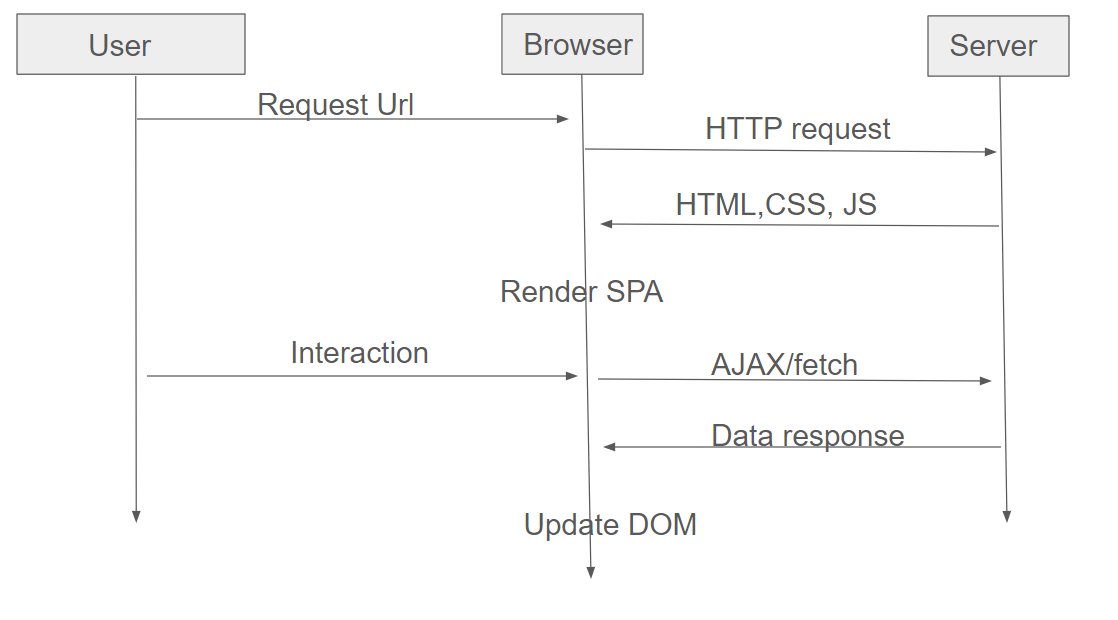 User
Browser
Server
Request Url
HTTP request
HTML,CSS, JS
Render SPA
Interaction
AJAX/fetch
Data response
Update DOM